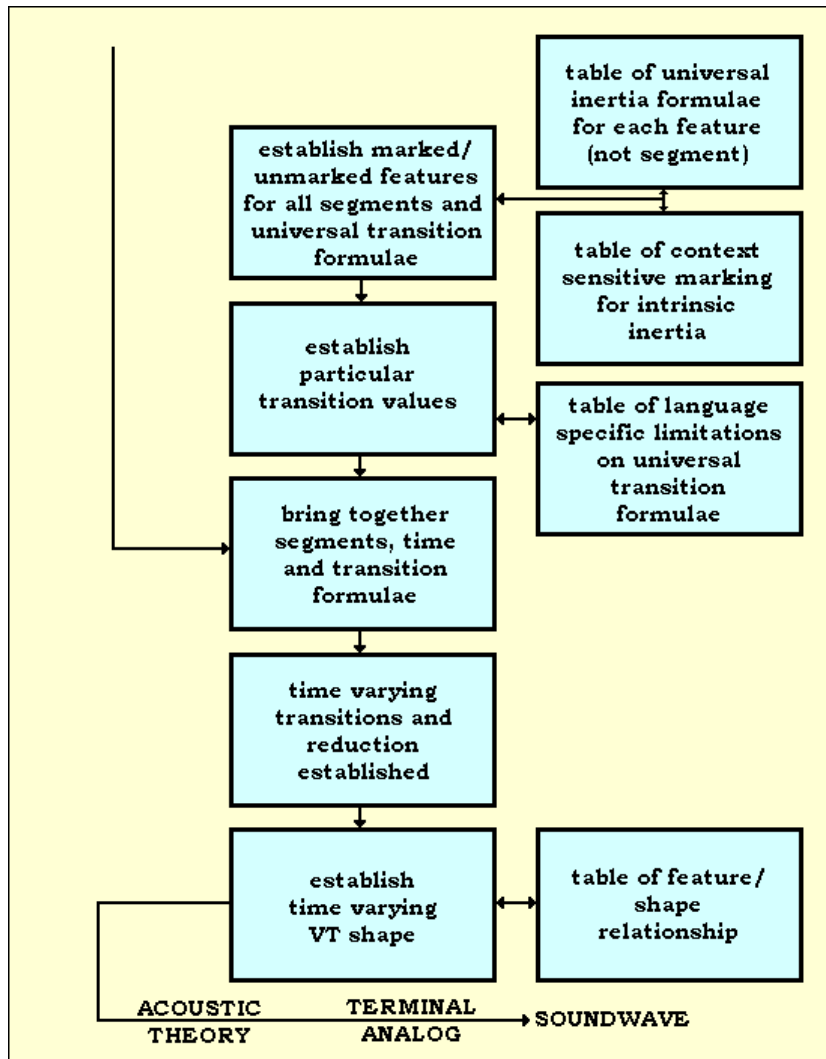 table of universal
inertia formulae
for each feature
(not segment)
establish marked/
unmarked features
for all segments and
universal transition
formulae
table of context
sensitive marking
for intrinsic
inertia
establish
particular
transition values
table of language
specific limitations
on universal
transition
formulae
bring together
segments, time
and transition
formulae
time varying
transitions and
reduction
established
establish
time varying
VT shape
table of feature/
shape
relationship
ACOUSTIC
THEORY
TERMINAL
ANALOG
SOUNDWAVE